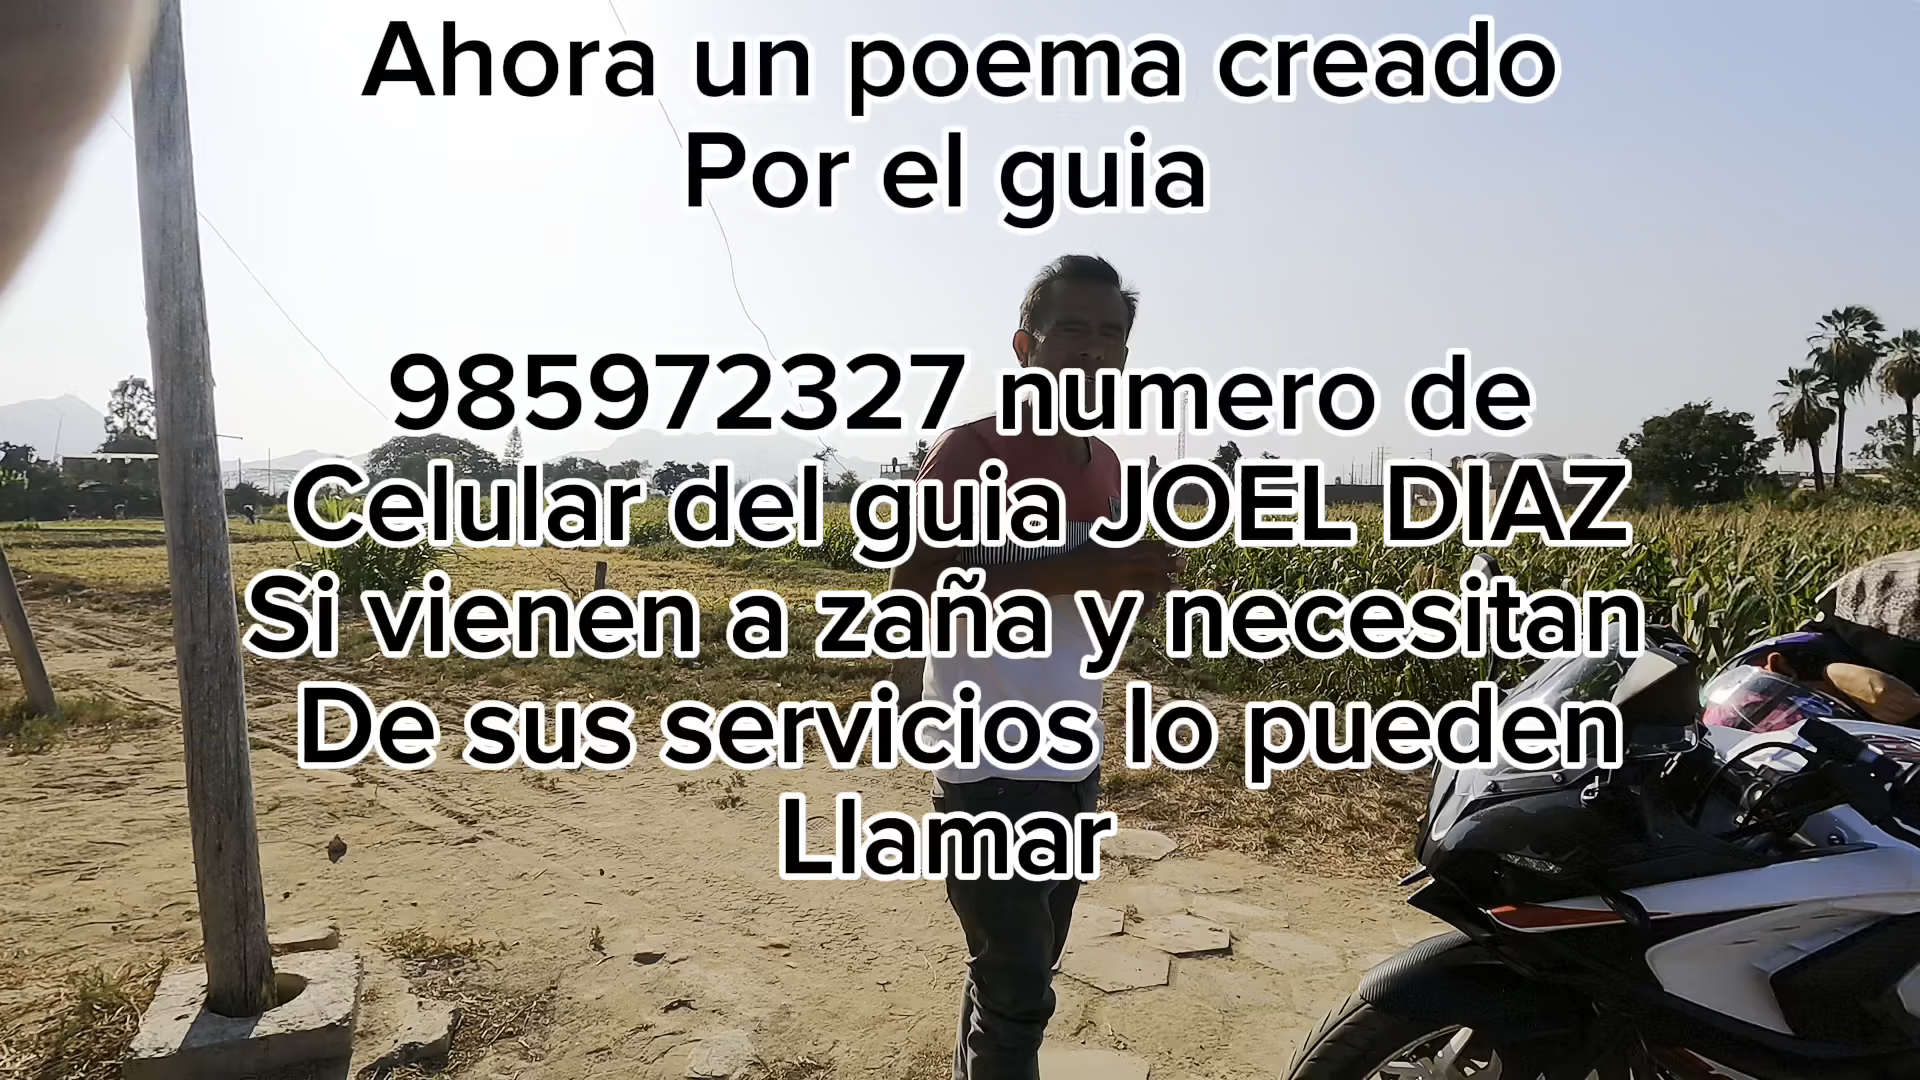 Ahora un poema creado
Por el guia
985972327 numero de
Celular del guia JOEL DIAZ
Si vienen a zaña y necesitan
De sus servicios lo pueden
Llamar